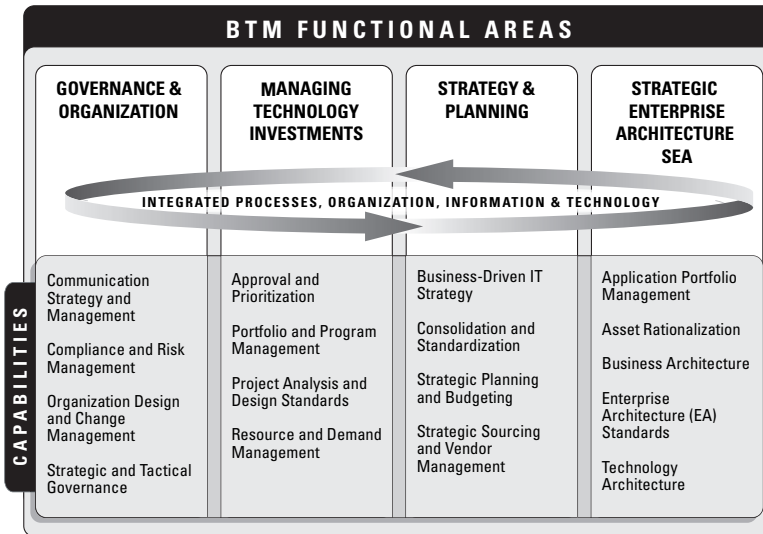 BTM FUNCTIONAL AREAS
GOVERNANCE &
ORGANIZATION
MANAGING
TECHNOLOGY
INVESTMENTS
STRATEGY &
PLANNING
STRATEGIC
ENTERPRISE
ARCHITECTURE
SEA
INTEGRATED PROCESSES, ORGANIZATION, INFORMATION & TECHNOLOGY
CAPABILITIES
Communication
Strategy and
Management
Compliance and Risk
Management
Organization Design
and Change
Management
Strategic and Tactical
Governance
Approval and
Prioritization
Portfolio and Program
Management
Project Analysis and
Design Standards
Resource and Demand
Management
Business-Driven IT
Strategy
Consolidation and
Standardization
Strategic Planning
and Budgeting
Strategic Sourcing
and Vendor
Management
Application Portfolio
Management
Asset Rationalization
Business Architecture
Enterprise
Architecture (EA)
Standards
Technology
Architecture